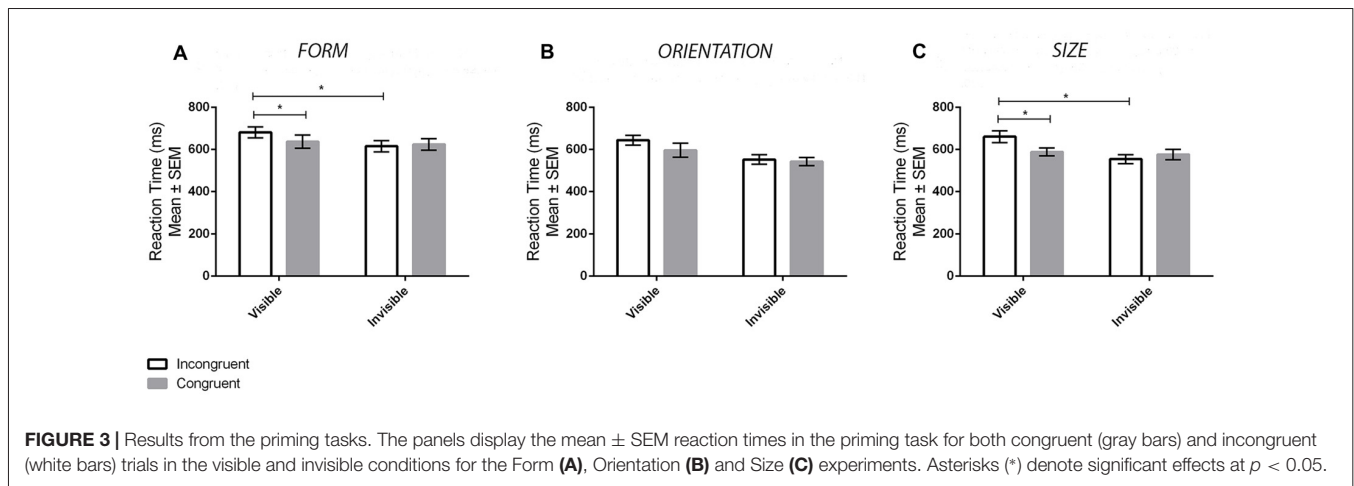 A FORM
*
*
800
600
400
200
0
Reaction Time (ms)
Mean ± SEM
Visible
Invisible
B ORIENTATION
800
600
400
200
0
Reaction Time (ms)
Mean ± SEM
Visible
Invisible
C SIZE
*
*
800
600
400
200
0
Reaction Time (ms)
Mean ± SEM
Visible
Invisible
Incongruent
Congruent
FIGURE 3 | Results from the priming tasks. The panels display the mean ± SEM reaction times in the priming task for both congruent (gray bars) and incongruent
(white bars) trials in the visible and invisible conditions for the Form (A), Orientation (B) and Size (C) experiments. Asterisks (*) denote significant effects at p < 0.05.